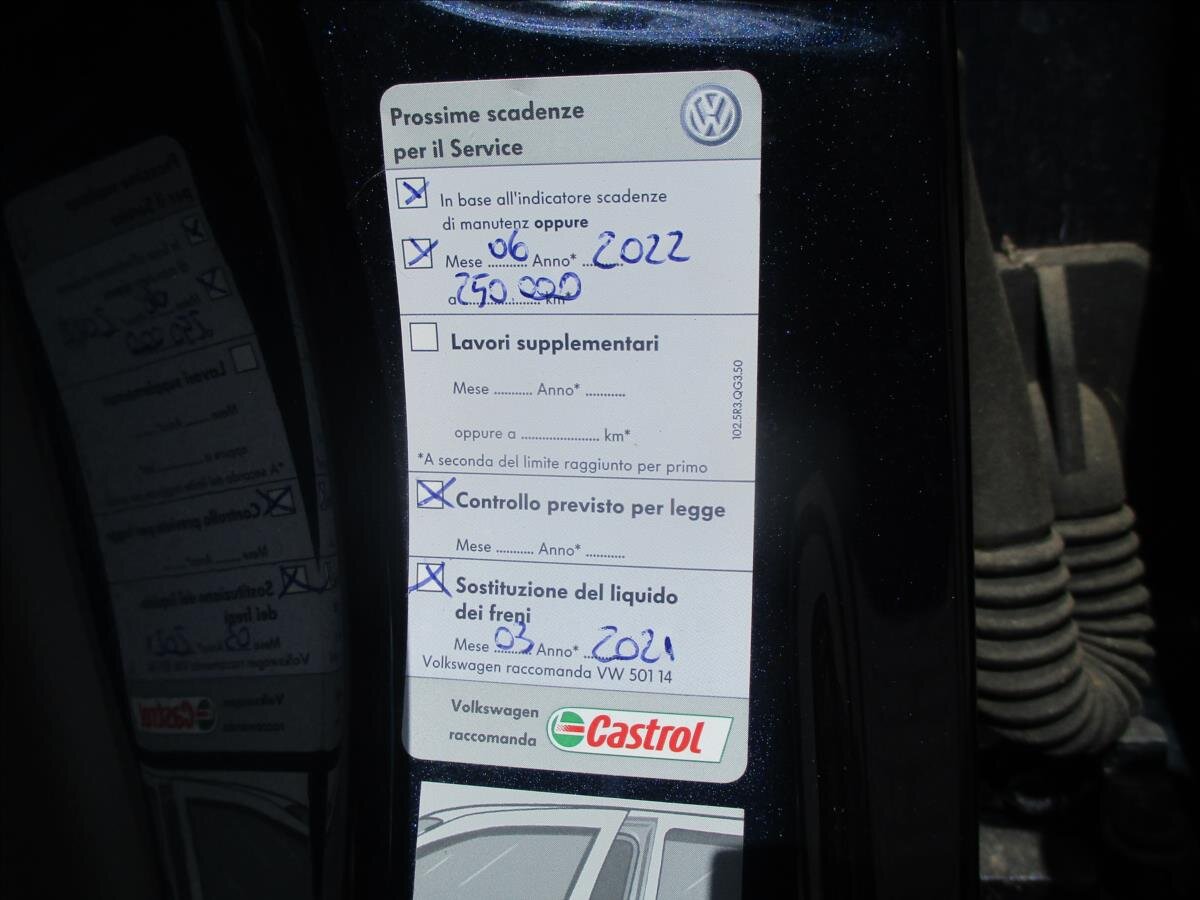 Prossime scadenze
per il Service
In base all'indicatore scadenze
di manutenz oppure
Mese 06 Anno* 2022
a 250 000 km
Lavori supplementari
Mese .......... Anno* ..........
oppure a .................... km*
102.5R3.QG3.50
*A seconda del limite raggiunto per primo
Controllo previsto per legge
Mese .......... Anno* ..........
Sostituzione del liquido
dei freni
Mese 03 Anno* 2021
Volkswagen raccomanda VW 501 14
Volkswagen
raccomanda
Castrol